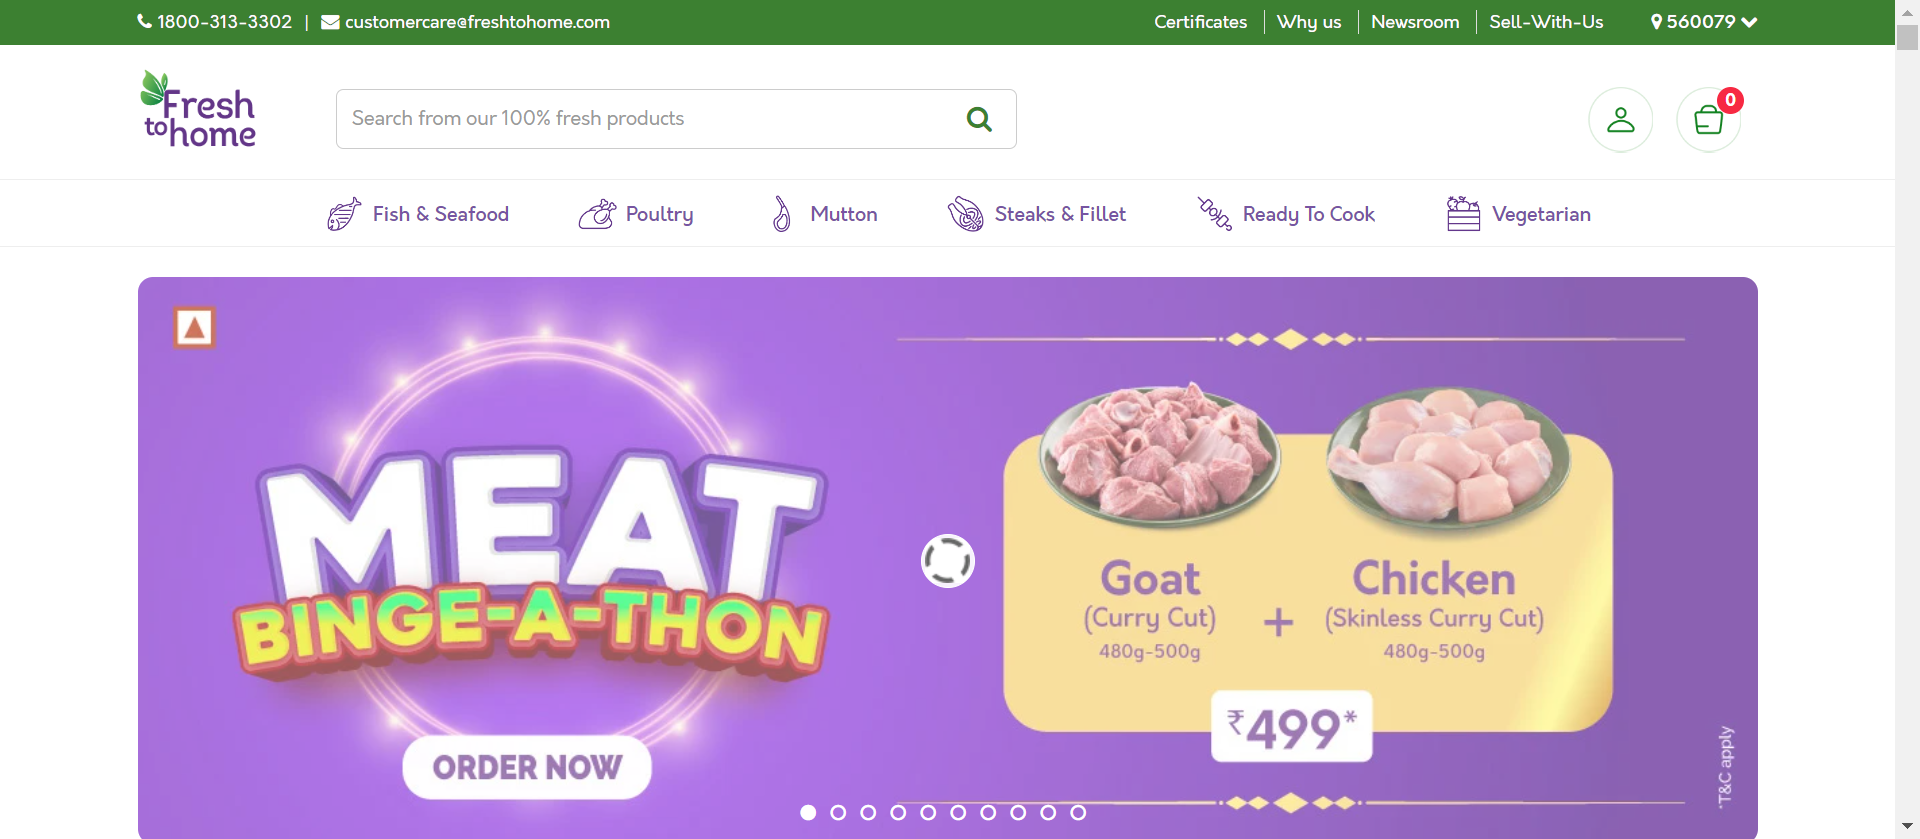 1800-313-3302 | customercare@freshtohome.com
Certificates
Why us
Newsroom
Sell-With-Us
560079
Fresh
to home
Search from our 100% fresh products
0
Fish & Seafood
Poultry
Mutton
Steaks & Fillet
Ready To Cook
Vegetarian
MEAT
BINGE-A-THON
ORDER NOW
Goat
(Curry Cut)
480g-500g
+
Chicken
(Skinless Curry Cut)
480g-500g
₹499*
*T&C apply